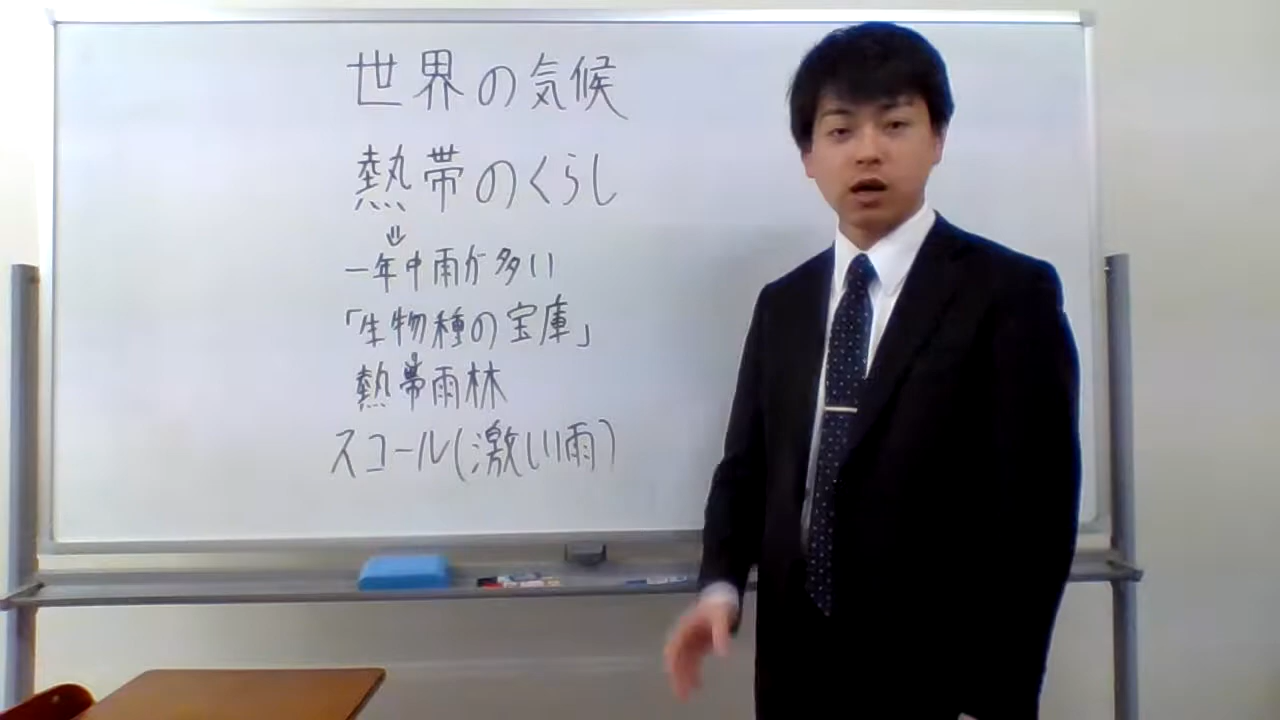 世界の気候
熱帯のくらし
⇓
一年中雨が多い
「生物種の宝庫」
熱帯雨林
スコール(激しい雨)